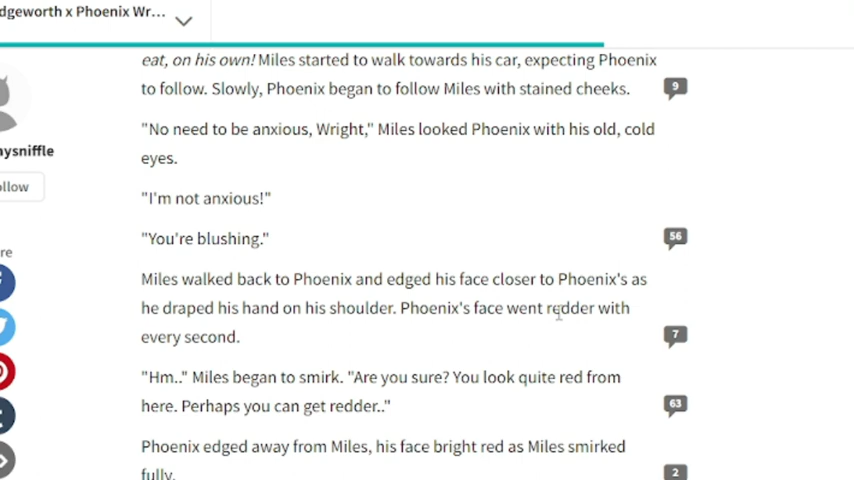 dgeworth x Phoenix Wr...
eat, on his own! Miles started to walk towards his car, expecting Phoenix
to follow. Slowly, Phoenix began to follow Miles with stained cheeks.
9
"No need to be anxious, Wright," Miles looked Phoenix with his old, cold
eyes.
aysniffle
ollow
"I'm not anxious!"
"You're blushing."
56
re
Miles walked back to Phoenix and edged his face closer to Phoenix's as
he draped his hand on his shoulder. Phoenix's face went redder with
every second.
7
"Hm.." Miles began to smirk. "Are you sure? You look quite red from
here. Perhaps you can get redder.."
63
Phoenix edged away from Miles, his face bright red as Miles smirked
fully.
2